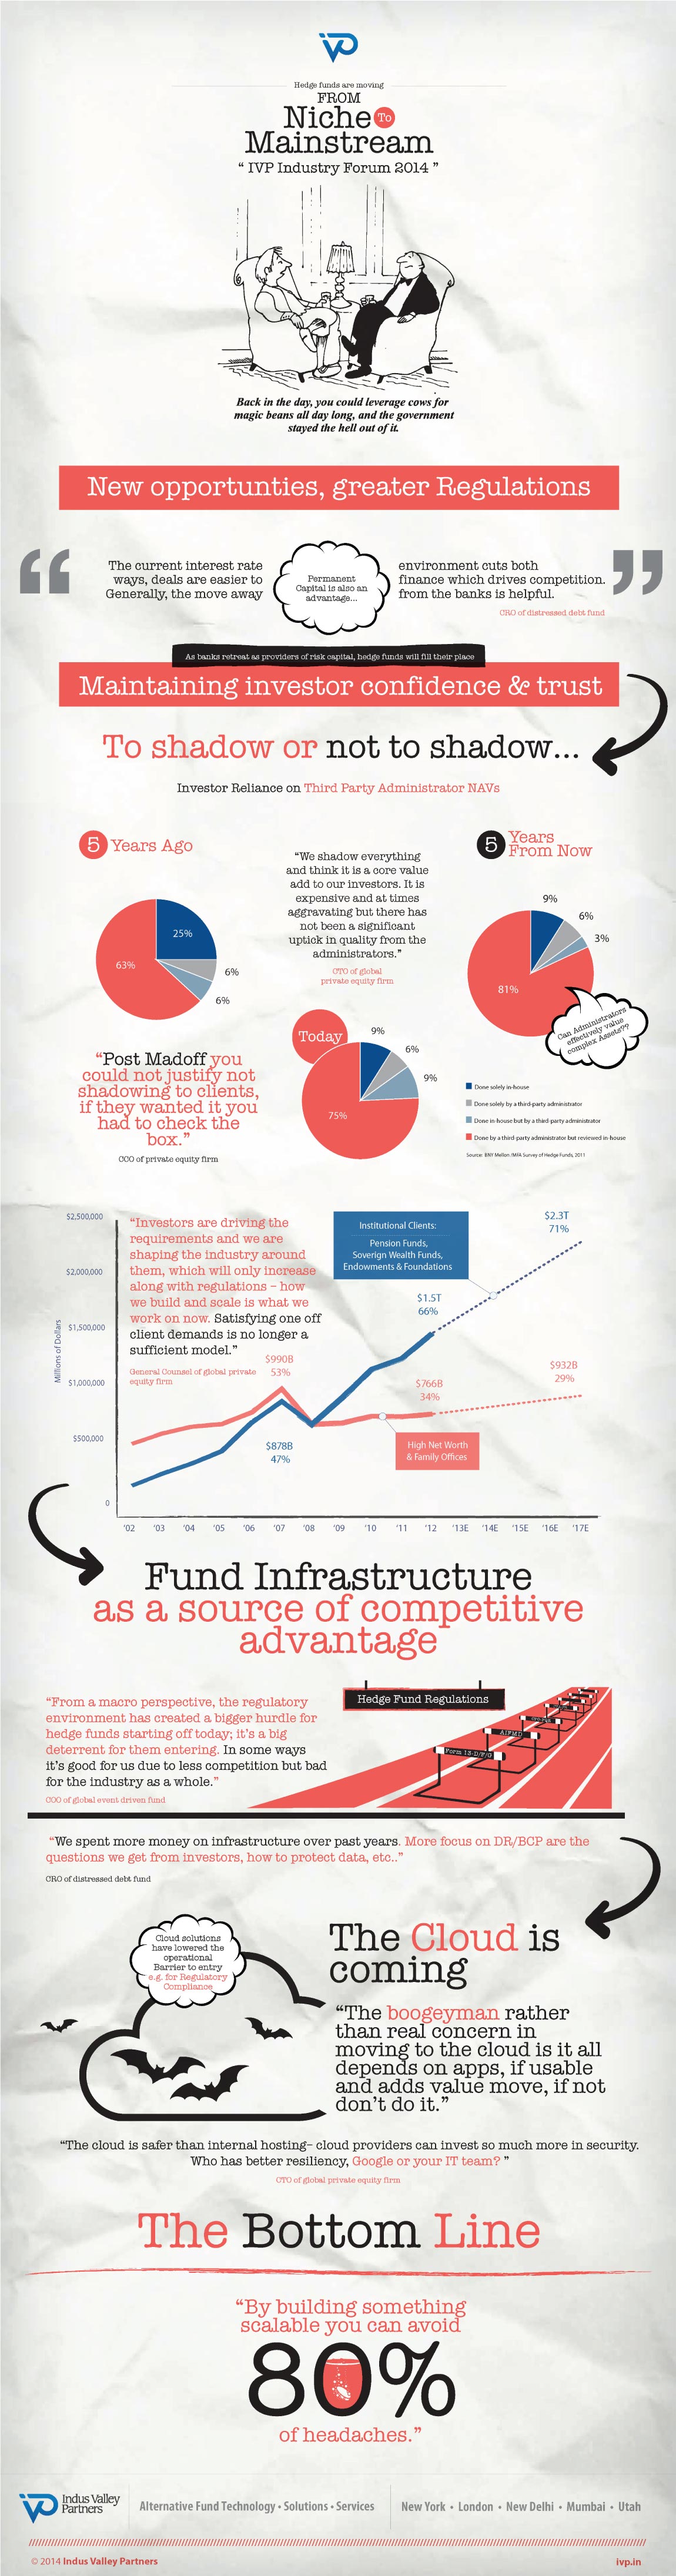 Hedge funds are moving
FROM
Niche To
Mainstream
“ IVP Industry Forum 2014 ”
Back in the day, you could leverage cows for
magic beans all day long, and the government
stayed the hell out of it.
New opportunties, greater Regulations
“
The current interest rate
ways, deals are easier to
Generally, the move away
Permanent
Capital is also an
advantage...
environment cuts both
finance which drives competition.
from the banks is helpful.
”
CRO of distressed debt fund
As banks retreat as providers of risk capital, hedge funds will fill their place
Maintaining investor confidence & trust
To shadow or not to shadow...
Investor Reliance on Third Party Administrator NAVs
5 Years Ago
25%
63%
6%
6%
“We shadow everything
and think it is a core value
add to our investors. It is
expensive and at times
aggravating but there has
not been a significant
uptick in quality from the
administrators.”
CTO of global
private equity firm
5 Years
From Now
9%
6%
3%
81%
Can Administrators
effectively value
complex Assets??
“Post Madoff you
could not justify not
shadowing to clients,
if they wanted it you
had to check the
box.”
CCO of private equity firm
Today
9%
6%
9%
75%
Done solely in-house
Done solely by a third-party administrator
Done in-house but by a third-party administrator
Done by a third-party administrator but reviewed in-house
Source: BNY Mellon /MFA Survey of Hedge Funds, 2011
Millions of Dollars
$2,500,000
$2,000,000
$1,500,000
$1,000,000
$500,000
0
“Investors are driving the
requirements and we are
shaping the industry around
them, which will only increase
along with regulations – how
we build and scale is what we
work on now. Satisfying one off
client demands is no longer a
sufficient model.”
General Counsel of global private
equity firm
Institutional Clients:
Pension Funds,
Soverign Wealth Funds,
Endowments & Foundations
$2.3T
71%
$1.5T
66%
$990B
53%
$766B
34%
$932B
29%
$878B
47%
High Net Worth
& Family Offices
'02 '03 '04 '05 '06 '07 '08 '09 '10 '11 '12 '13E '14E '15E '16E '17E
Fund Infrastructure
as a source of competitive
advantage
“From a macro perspective, the regulatory
environment has created a bigger hurdle for
hedge funds starting off today; it’s a big
deterrent for them entering. In some ways
it’s good for us due to less competition but bad
for the industry as a whole.”
COO of global event driven fund
Hedge Fund Regulations
AIFMD
Form 13-D/F/G
“We spent more money on infrastructure over past years. More focus on DR/BCP are the
questions we get from investors, how to protect data, etc..”
CRO of distressed debt fund
Cloud solutions
have lowered the
operational
Barrier to entry
e.g. for Regulatory
Compliance
The Cloud is
coming
“The boogeyman rather
than real concern in
moving to the cloud is it all
depends on apps, if usable
and adds value move, if not
don’t do it.”
“The cloud is safer than internal hosting– cloud providers can invest so much more in security.
Who has better resiliency, Google or your IT team? ”
CTO of global private equity firm
The Bottom Line
“By building something
scalable you can avoid
80%
of headaches.”
Indus Valley
Partners
Alternative Fund Technology • Solutions • Services
New York • London • New Delhi • Mumbai • Utah
© 2014 Indus Valley Partners
ivp.in